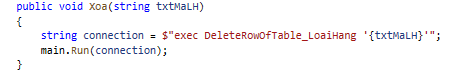 public void Xoa(string txtMaLH)
{
string connection = $"exec DeleteRowOfTable_LoaiHang '{txtMaLH}'";
main.Run(connection);
}